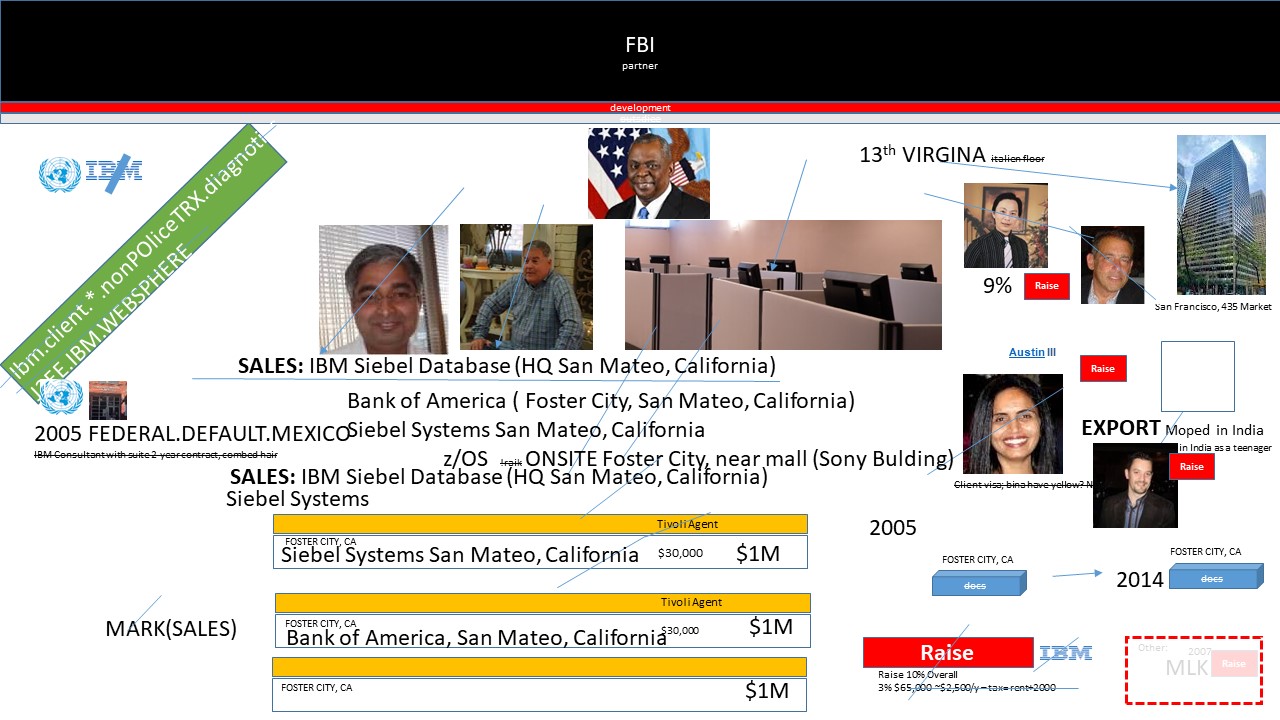 FBI
partner
development
13th VIRGINA italien floor
IBM
Ibm.client.*.nonPOliceTRX.diagnoti
J2EE.IBM.WEBSPHERE
9% Raise
San Francisco, 435 Market
Austin III
Raise
SALES: IBM Siebel Database (HQ San Mateo, California)
Bank of America ( Foster City, San Mateo, California)
2005 FEDERAL.DEFAULT.MEXICO
Siebel Systems San Mateo, California
IBM Consultant with suite 2-year contract, combed hair
z/OS ONSITE Foster City, near mall (Sony Bulding)
SALES: IBM Siebel Database (HQ San Mateo, California)
Siebel Systems
EXPORT Moped in India
in India as a teenager
Raise
Client visa; bina have yellow? N
Tivoli Agent
FOSTER CITY, CA
Siebel Systems San Mateo, California $30,000 $1M
2005
FOSTER CITY, CA
docs
2014
FOSTER CITY, CA
docs
MARK(SALES)
Tivoli Agent
FOSTER CITY, CA
Bank of America, San Mateo, California $30,000 $1M
FOSTER CITY, CA
$1M
Raise IBM
Raise 10% Overall
3% $65,000 ~$2,500/y – tax= rent+2000
Other: 2007
MLK Raise